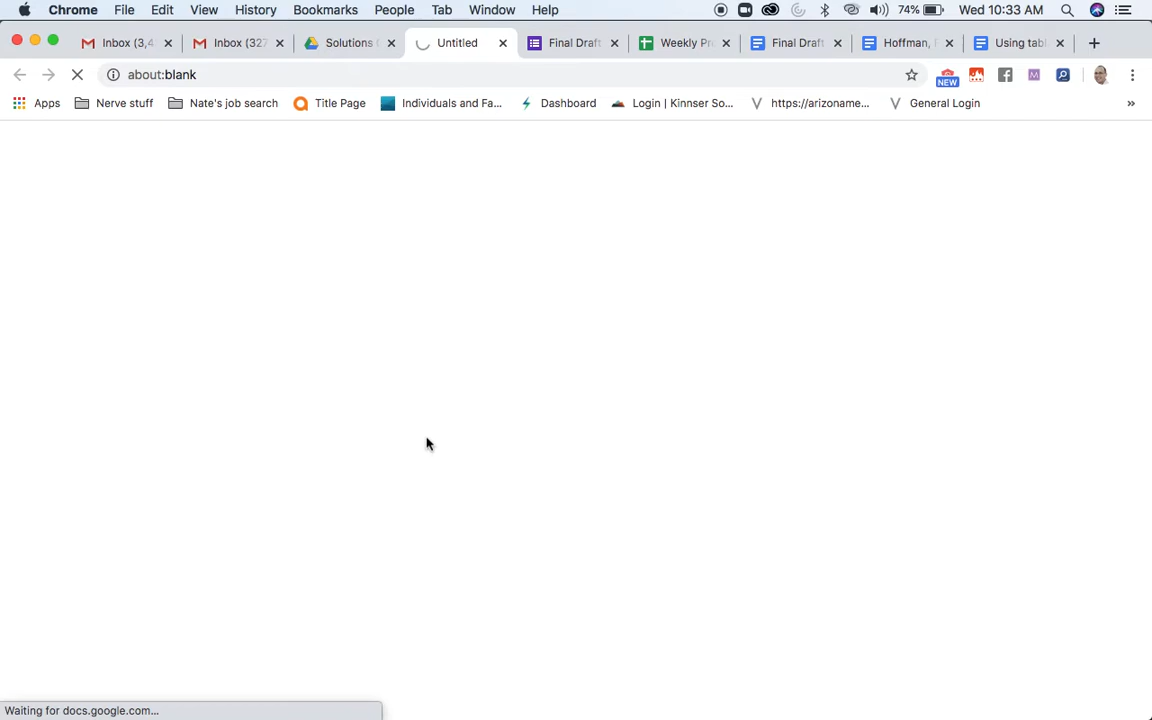 Chrome File Edit View History Bookmarks People Tab Window Help 74% Wed 10:33 AM
Inbox (3,4 Inbox (327 Solutions ( Untitled Final Draft Weekly Pr Final Draft Hoffman, Using tabl
about:blank
NEW
Apps Nerve stuff Nate's job search Title Page Individuals and Fa... Dashboard Login | Kinnser So... https://arizoname... General Login »
Waiting for docs.google.com...